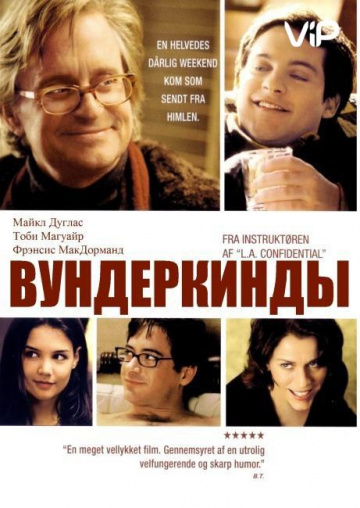 ViP
EN HELVEDES
DÅRLIG WEEKEND
KOM SOM
SENDT FRA
HIMLEN.
Майкл Дуглас
Тоби Магуайр
Фрэнсис МакДорманд
FRA INSTRUKTØREN
AF "L.A. CONFIDENTIAL"
ВУНДЕРКИНДЫ
★★★★★
"En meget vellykket film. Gennemsyret af en utrolig
velfungerende og skarp humor."
B.T.